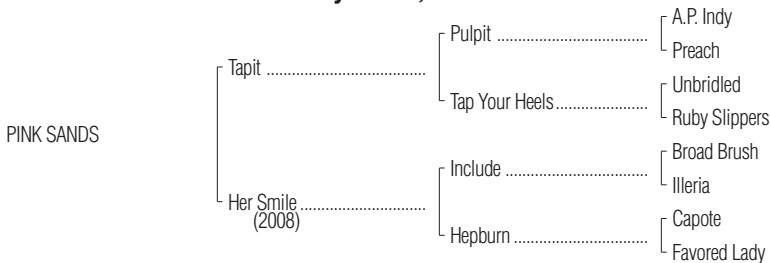 A.P. Indy
Pulpit ........................................
Preach
Tapit ..........................................
Unbridled
Tap Your Heels........................
Ruby Slippers
PINK SANDS
Broad Brush
Include ......................................
Illeria
Her Smile .................................
(2008)
Capote
Hepburn ....................................
Favored Lady